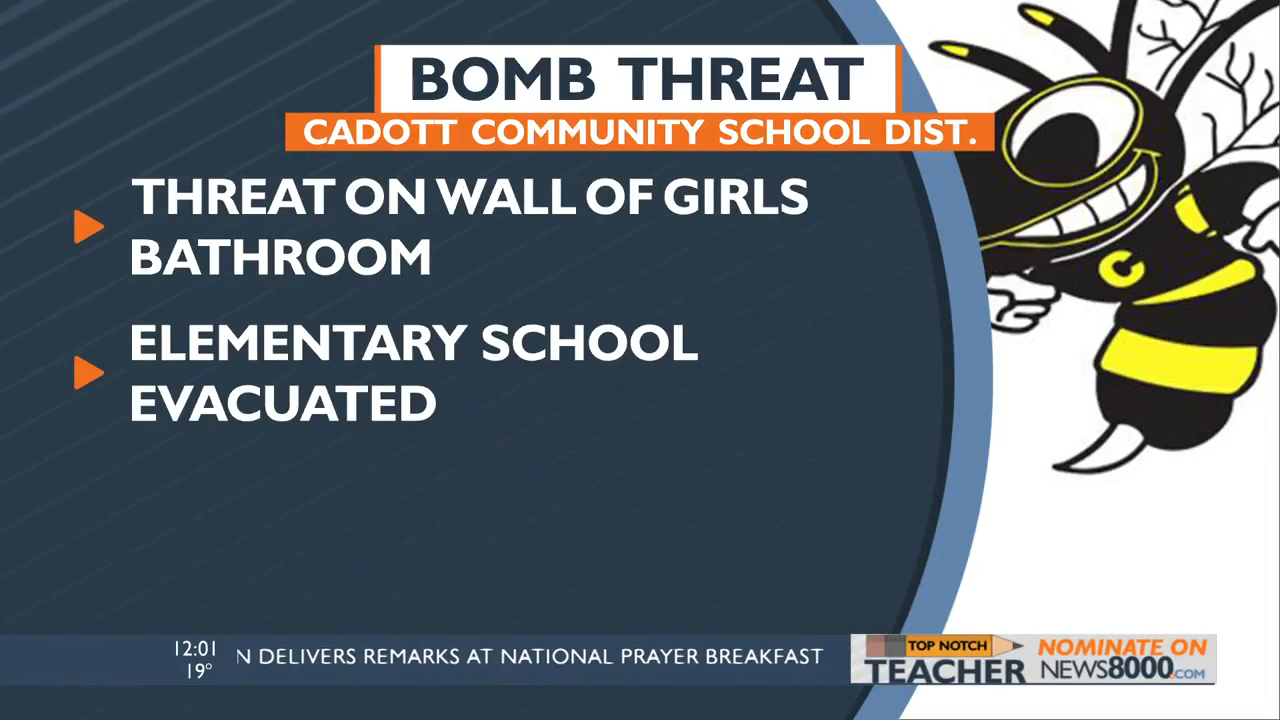 BOMB THREAT
CADOTT COMMUNITY SCHOOL DIST.
THREAT ON WALL OF GIRLS
BATHROOM
ELEMENTARY SCHOOL
EVACUATED
C
12:01
19°
N DELIVERS REMARKS AT NATIONAL PRAYER BREAKFAST
TOP NOTCH
TEACHER
NOMINATE ON
NEWS8000.COM